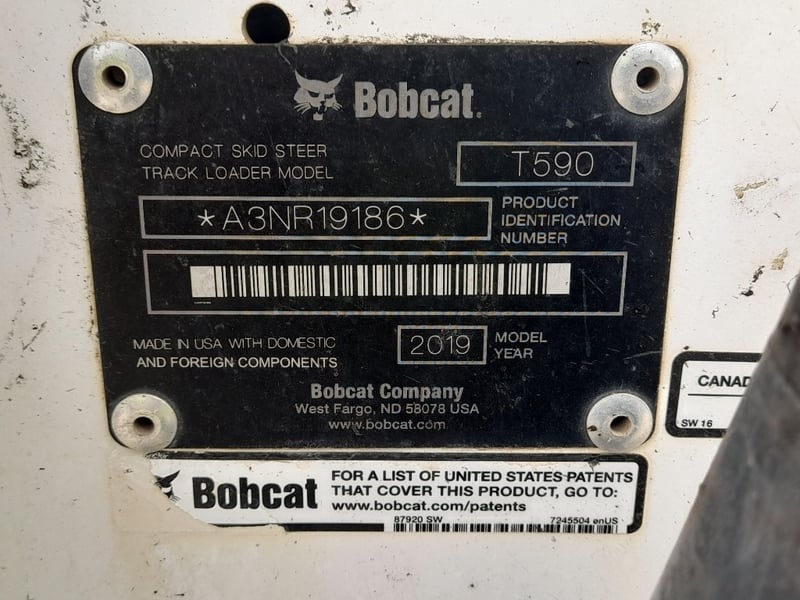 Bobcat.
COMPACT SKID STEER
TRACK LOADER MODEL
T590
*A3NR19186*
PRODUCT
IDENTIFICATION
NUMBER
MADE IN USA WITH DOMESTIC
AND FOREIGN COMPONENTS
2019
MODEL
YEAR
Bobcat Company
West Fargo, ND 58078 USA
www.bobcat.com
CANAD
SW 16
Bobcat
FOR A LIST OF UNITED STATES PATENTS
THAT COVER THIS PRODUCT, GO TO:
www.bobcat.com/patents
87920 SW
7245504 enUS